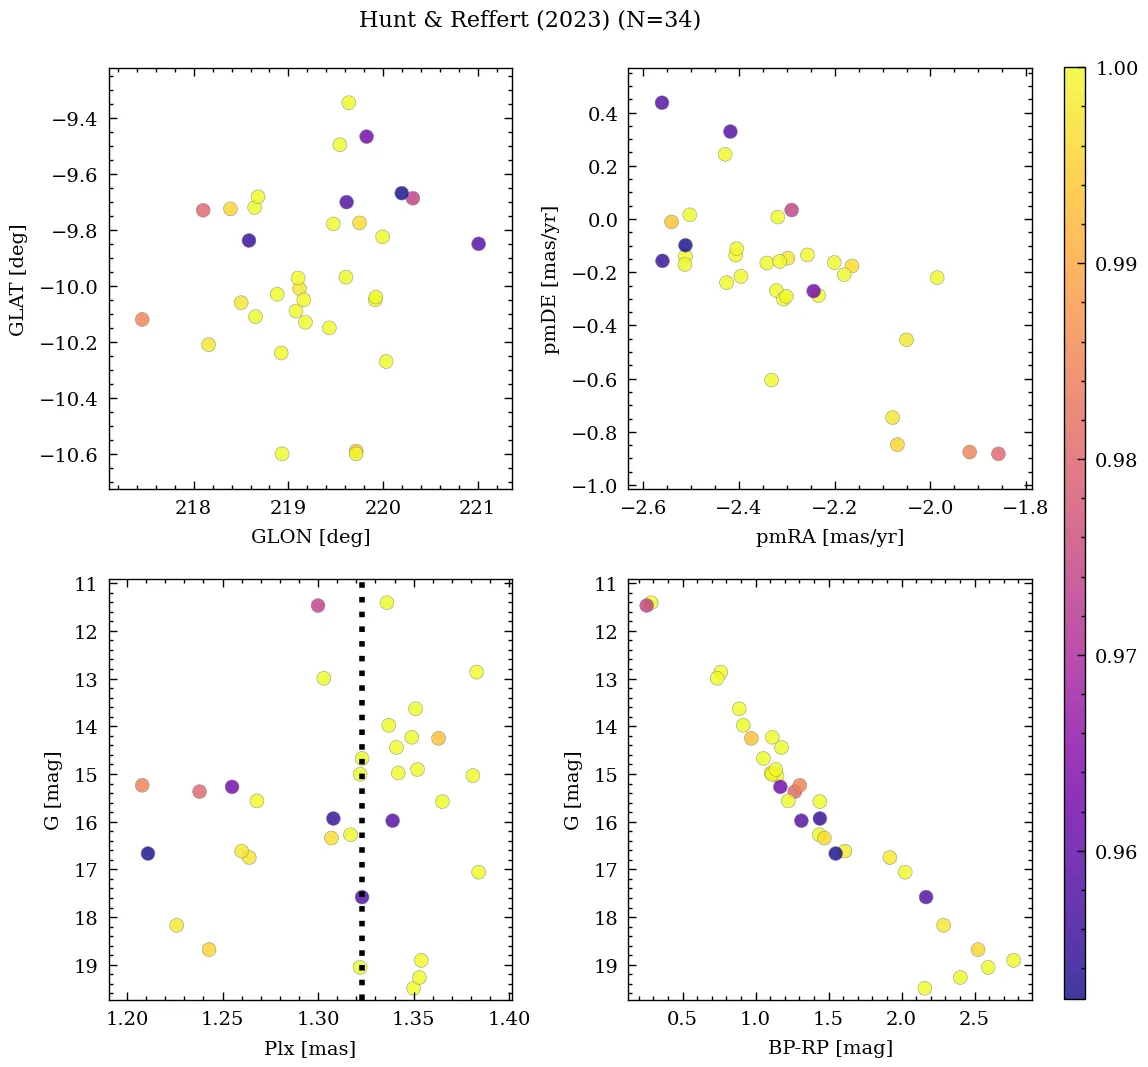 Hunt & Reffert (2023) (N=34)
−9.4
−9.6
−9.8
−10.0
−10.2
−10.4
−10.6
GLAT [deg]
218 219 220 221
GLON [deg]
0.4
0.2
0.0
−0.2
−0.4
−0.6
−0.8
−1.0
pmDE [mas/yr]
−2.6 −2.4 −2.2 −2.0 −1.8
pmRA [mas/yr]
11
12
13
14
15
16
17
18
19
G [mag]
1.20 1.25 1.30 1.35 1.40
Plx [mas]
11
12
13
14
15
16
17
18
19
G [mag]
0.5 1.0 1.5 2.0 2.5
BP-RP [mag]
1.00
0.99
0.98
0.97
0.96